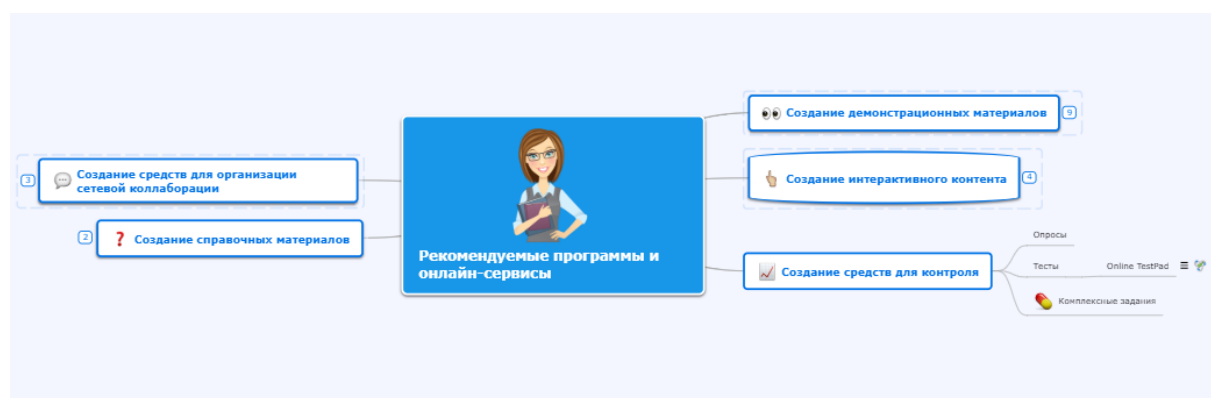 Рекомендуемые программы и
онлайн-сервисы
Создание демонстрационных материалов
9
Создание интерактивного контента
4
Создание средств для контроля
Опросы
Тесты
Online TestPad
Комплексные задания
3
Создание средств для организации
сетевой коллаборации
2
Создание справочных материалов